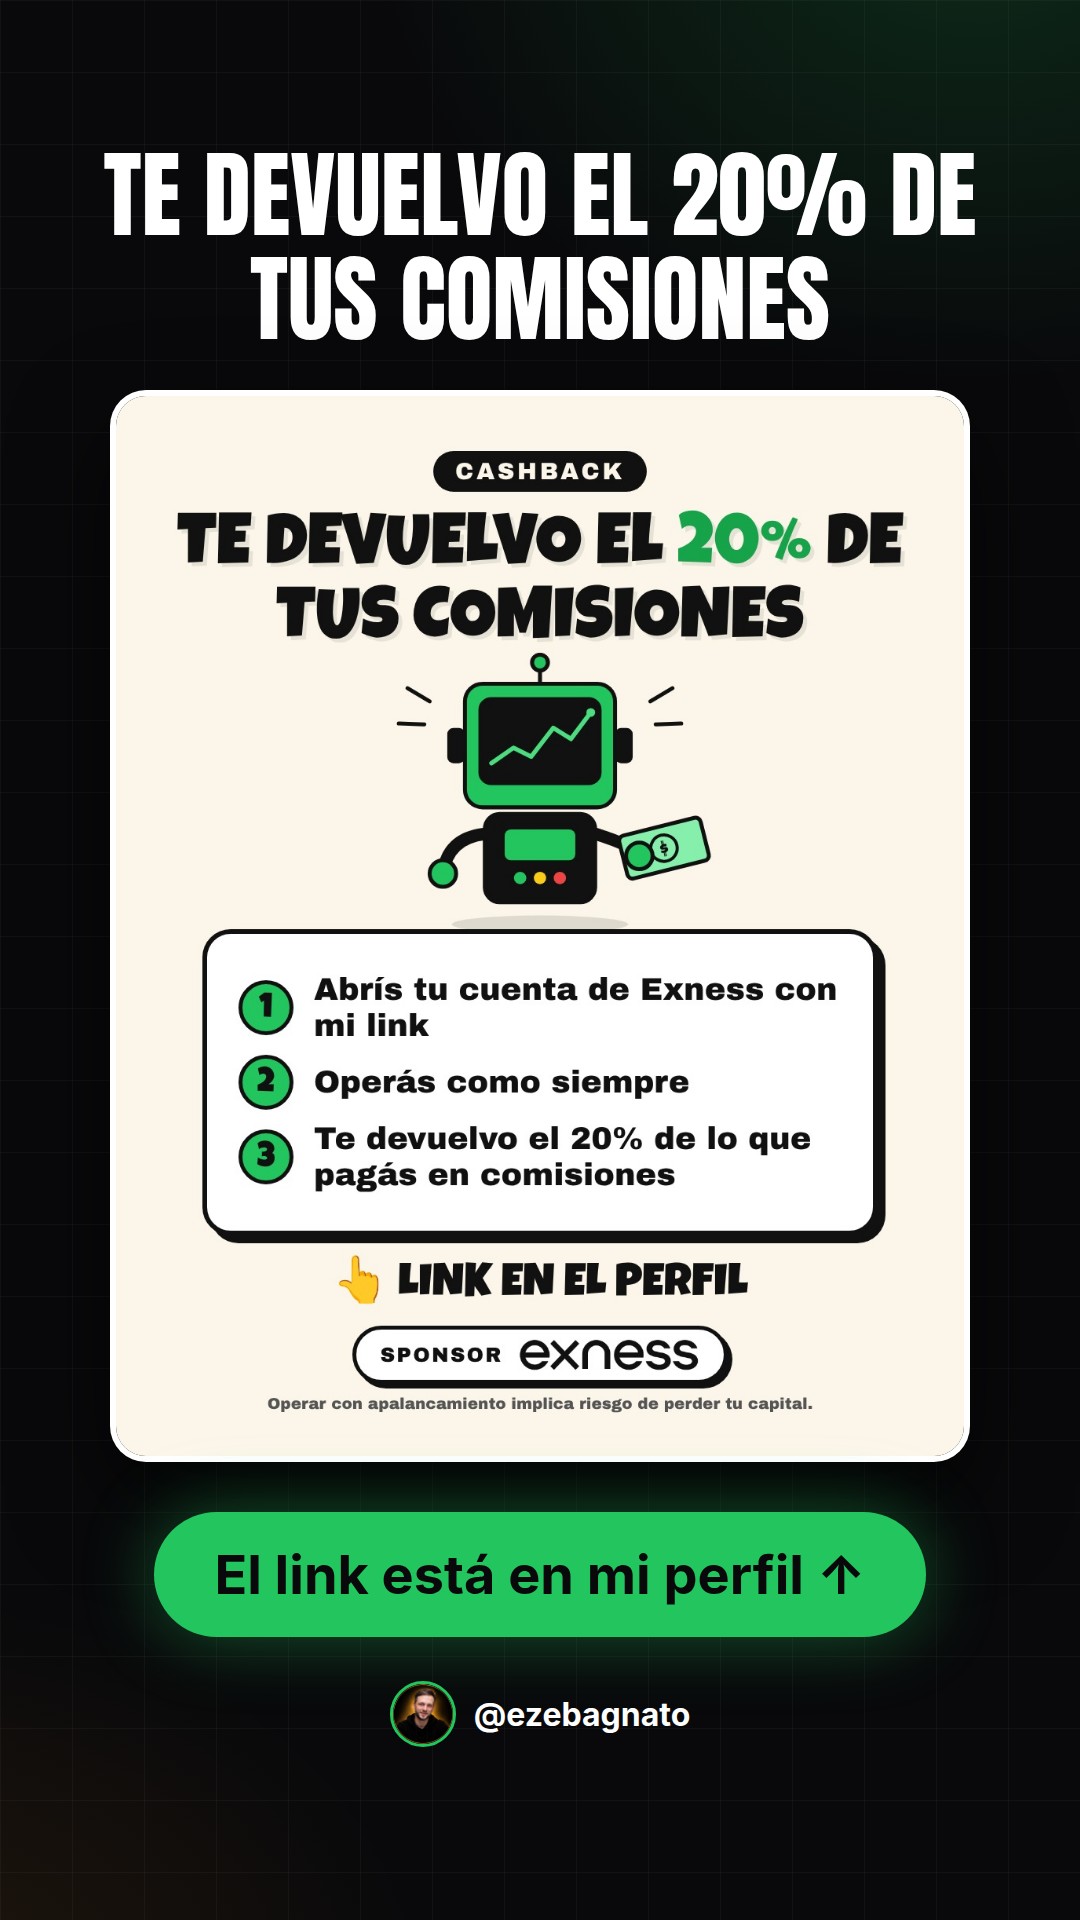 TE DEVUELVO EL 20% DE
TUS COMISIONES
CASHBACK
TE DEVUELVO EL 20% DE
TUS COMISIONES
$
1 Abrís tu cuenta de Exness con
mi link
2 Operás como siempre
3 Te devuelvo el 20% de lo que
pagás en comisiones
👆 LINK EN EL PERFIL
SPONSOR exness
Operar con apalancamiento implica riesgo de perder tu capital.
El link está en mi perfil ↑
@ezebagnato